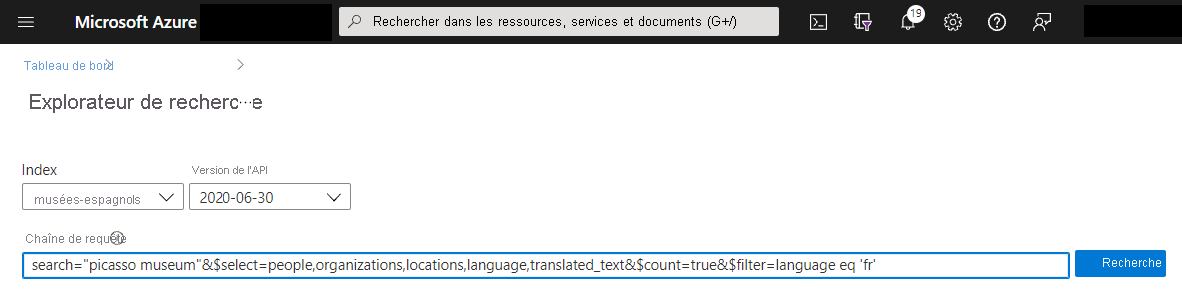 Microsoft Azure
Rechercher dans les ressources, services et documents (G+/)
19
Tableau de bord
Explorateur de recherc···e
Index
Version de l'API
musées-espagnols
2020-06-30
Chaîne de requête
search="picasso museum"&$select=people,organizations,locations,language,translated_text&$count=true&$filter=language eq 'fr'
Recherche